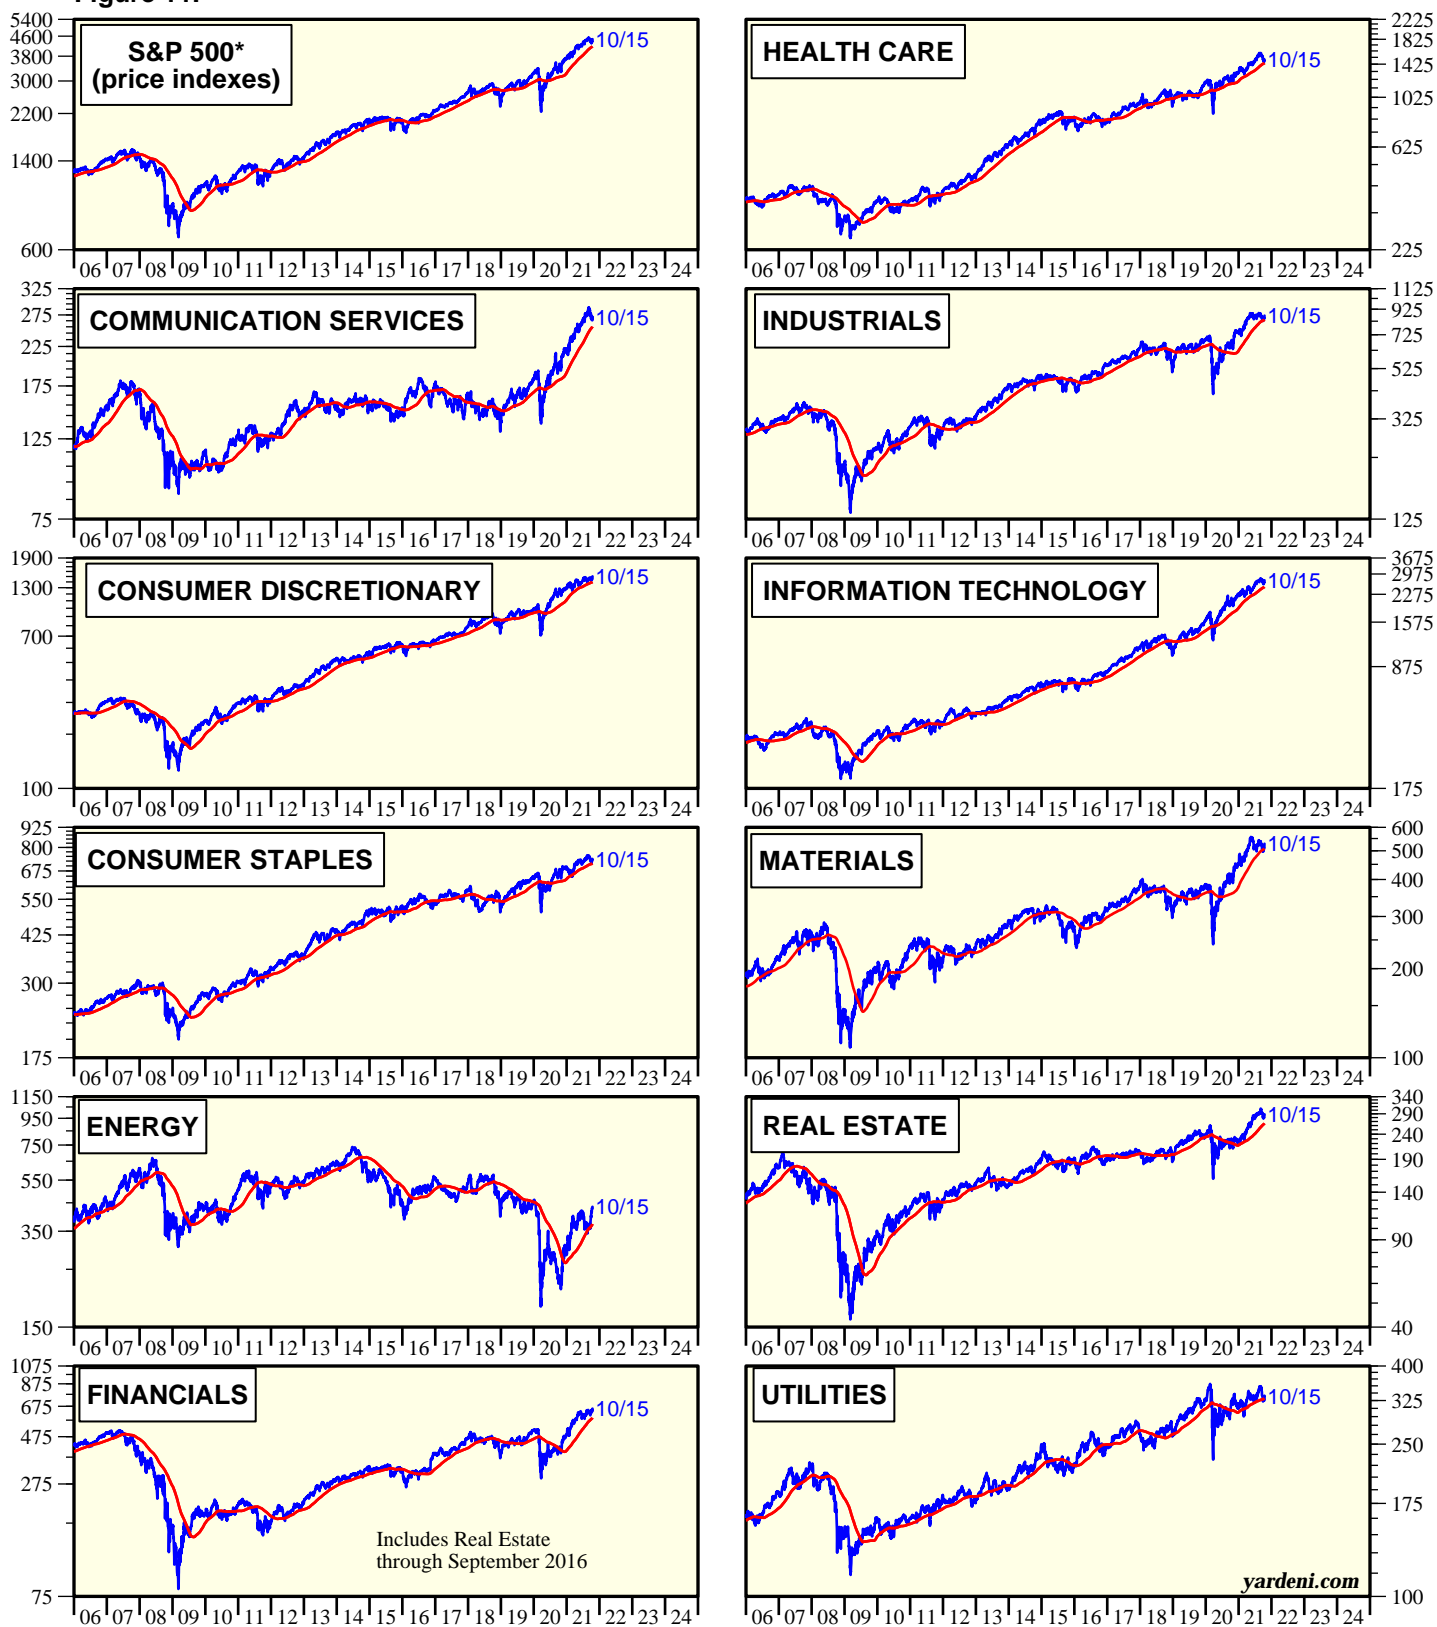 Figure
5400
4600
3800
3000
2200
1400
600
S&P 500*
(price indexes)
10/15
06 07 08 09 10 11 12 13 14 15 16 17 18 19 20 21 22 23 24
HEALTH CARE
10/15
2225
1825
1425
1025
625
225
06 07 08 09 10 11 12 13 14 15 16 17 18 19 20 21 22 23 24
325
275
225
175
125
75
COMMUNICATION SERVICES
10/15
06 07 08 09 10 11 12 13 14 15 16 17 18 19 20 21 22 23 24
INDUSTRIALS
10/15
1125
925
725
525
325
125
06 07 08 09 10 11 12 13 14 15 16 17 18 19 20 21 22 23 24
1900
1300
700
100
CONSUMER DISCRETIONARY
10/15
06 07 08 09 10 11 12 13 14 15 16 17 18 19 20 21 22 23 24
INFORMATION TECHNOLOGY
10/15
3675
2975
2275
1575
875
175
06 07 08 09 10 11 12 13 14 15 16 17 18 19 20 21 22 23 24
925
800
675
550
425
300
175
CONSUMER STAPLES
10/15
06 07 08 09 10 11 12 13 14 15 16 17 18 19 20 21 22 23 24
MATERIALS
10/15
600
500
400
300
200
100
06 07 08 09 10 11 12 13 14 15 16 17 18 19 20 21 22 23 24
1150
950
750
550
350
150
ENERGY
10/15
06 07 08 09 10 11 12 13 14 15 16 17 18 19 20 21 22 23 24
REAL ESTATE
10/15
340
290
240
190
140
90
40
06 07 08 09 10 11 12 13 14 15 16 17 18 19 20 21 22 23 24
1075
875
675
475
275
75
FINANCIALS
10/15
Includes Real Estate
through September 2016
06 07 08 09 10 11 12 13 14 15 16 17 18 19 20 21 22 23 24
UTILITIES
10/15
400
325
250
175
100
yardeni.com
06 07 08 09 10 11 12 13 14 15 16 17 18 19 20 21 22 23 24